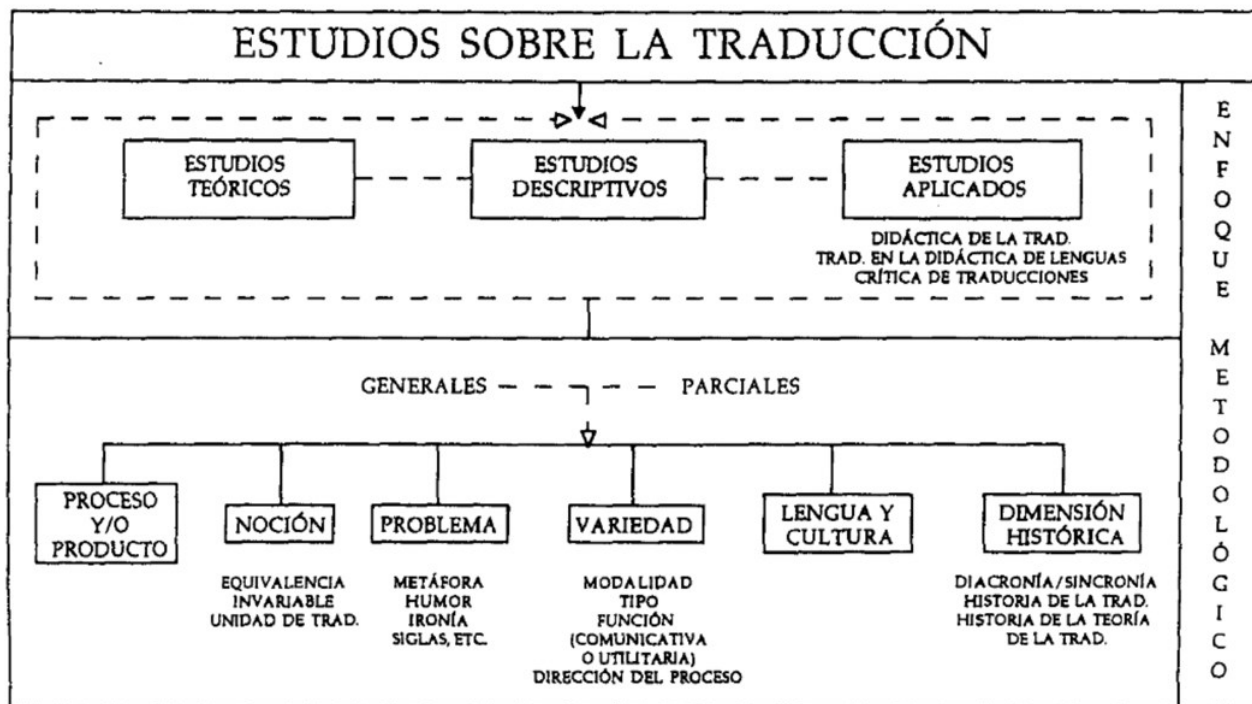 ESTUDIOS SOBRE LA TRADUCCIÓN
ESTUDIOS
TEÓRICOS
ESTUDIOS
DESCRIPTIVOS
ESTUDIOS
APLICADOS
DIDÁCTICA DE LA TRAD.
TRAD. EN LA DIDÁCTICA DE LENGUAS
CRÍTICA DE TRADUCCIONES
GENERALES
PARCIALES
PROCESO
Y/O
PRODUCTO
NOCIÓN
EQUIVALENCIA
INVARIABLE
UNIDAD DE TRAD.
PROBLEMA
METÁFORA
HUMOR
IRONÍA
SIGLAS, ETC.
VARIEDAD
MODALIDAD
TIPO
FUNCIÓN
(COMUNICATIVA
O UTILITARIA)
DIRECCIÓN DEL PROCESO
LENGUA Y
CULTURA
DIMENSIÓN
HISTÓRICA
DIACRONÍA/SINCRONÍA
HISTORIA DE LA TRAD.
HISTORIA DE LA TEORÍA
DE LA TRAD.
ENFOQUE METODOLÓGICO